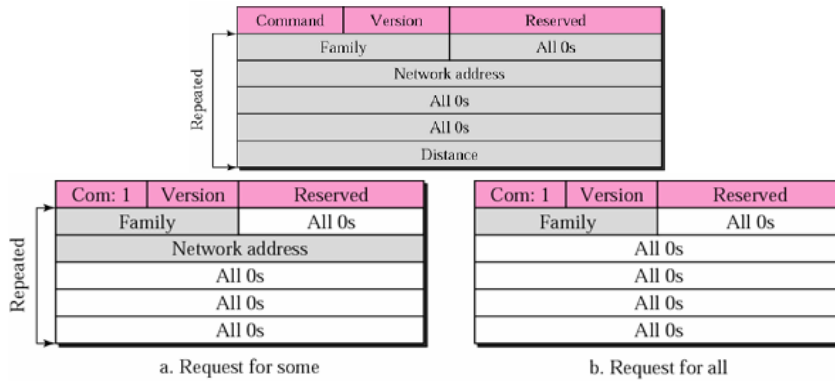 Command Version Reserved
Family All 0s
Network address
All 0s
All 0s
Distance
Repeated
Com: 1 Version Reserved
Family All 0s
Network address
All 0s
All 0s
All 0s
Repeated
a. Request for some
Com: 1 Version Reserved
Family All 0s
All 0s
All 0s
All 0s
All 0s
b. Request for all